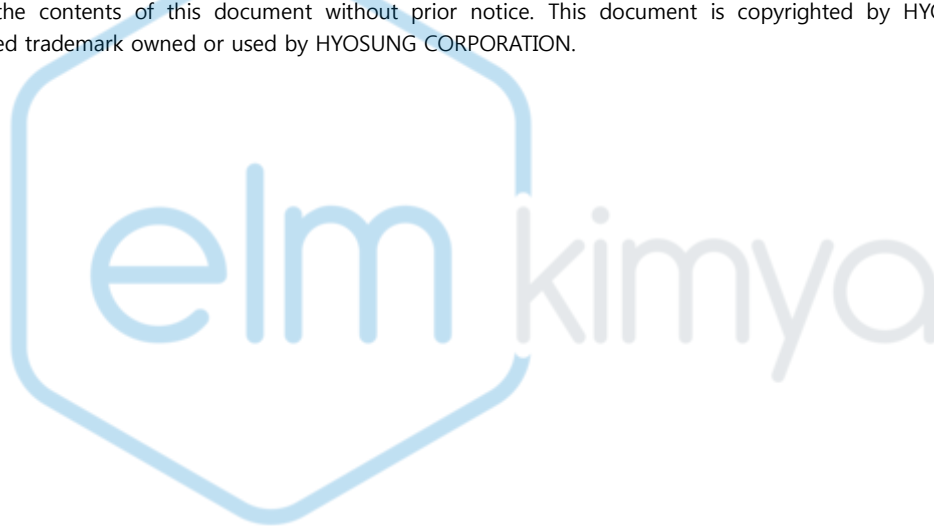 the contents of this document without prior notice. This document is copyrighted by
ed trademark owned or used by HYOSUNG CORPORATION.
elm kimya